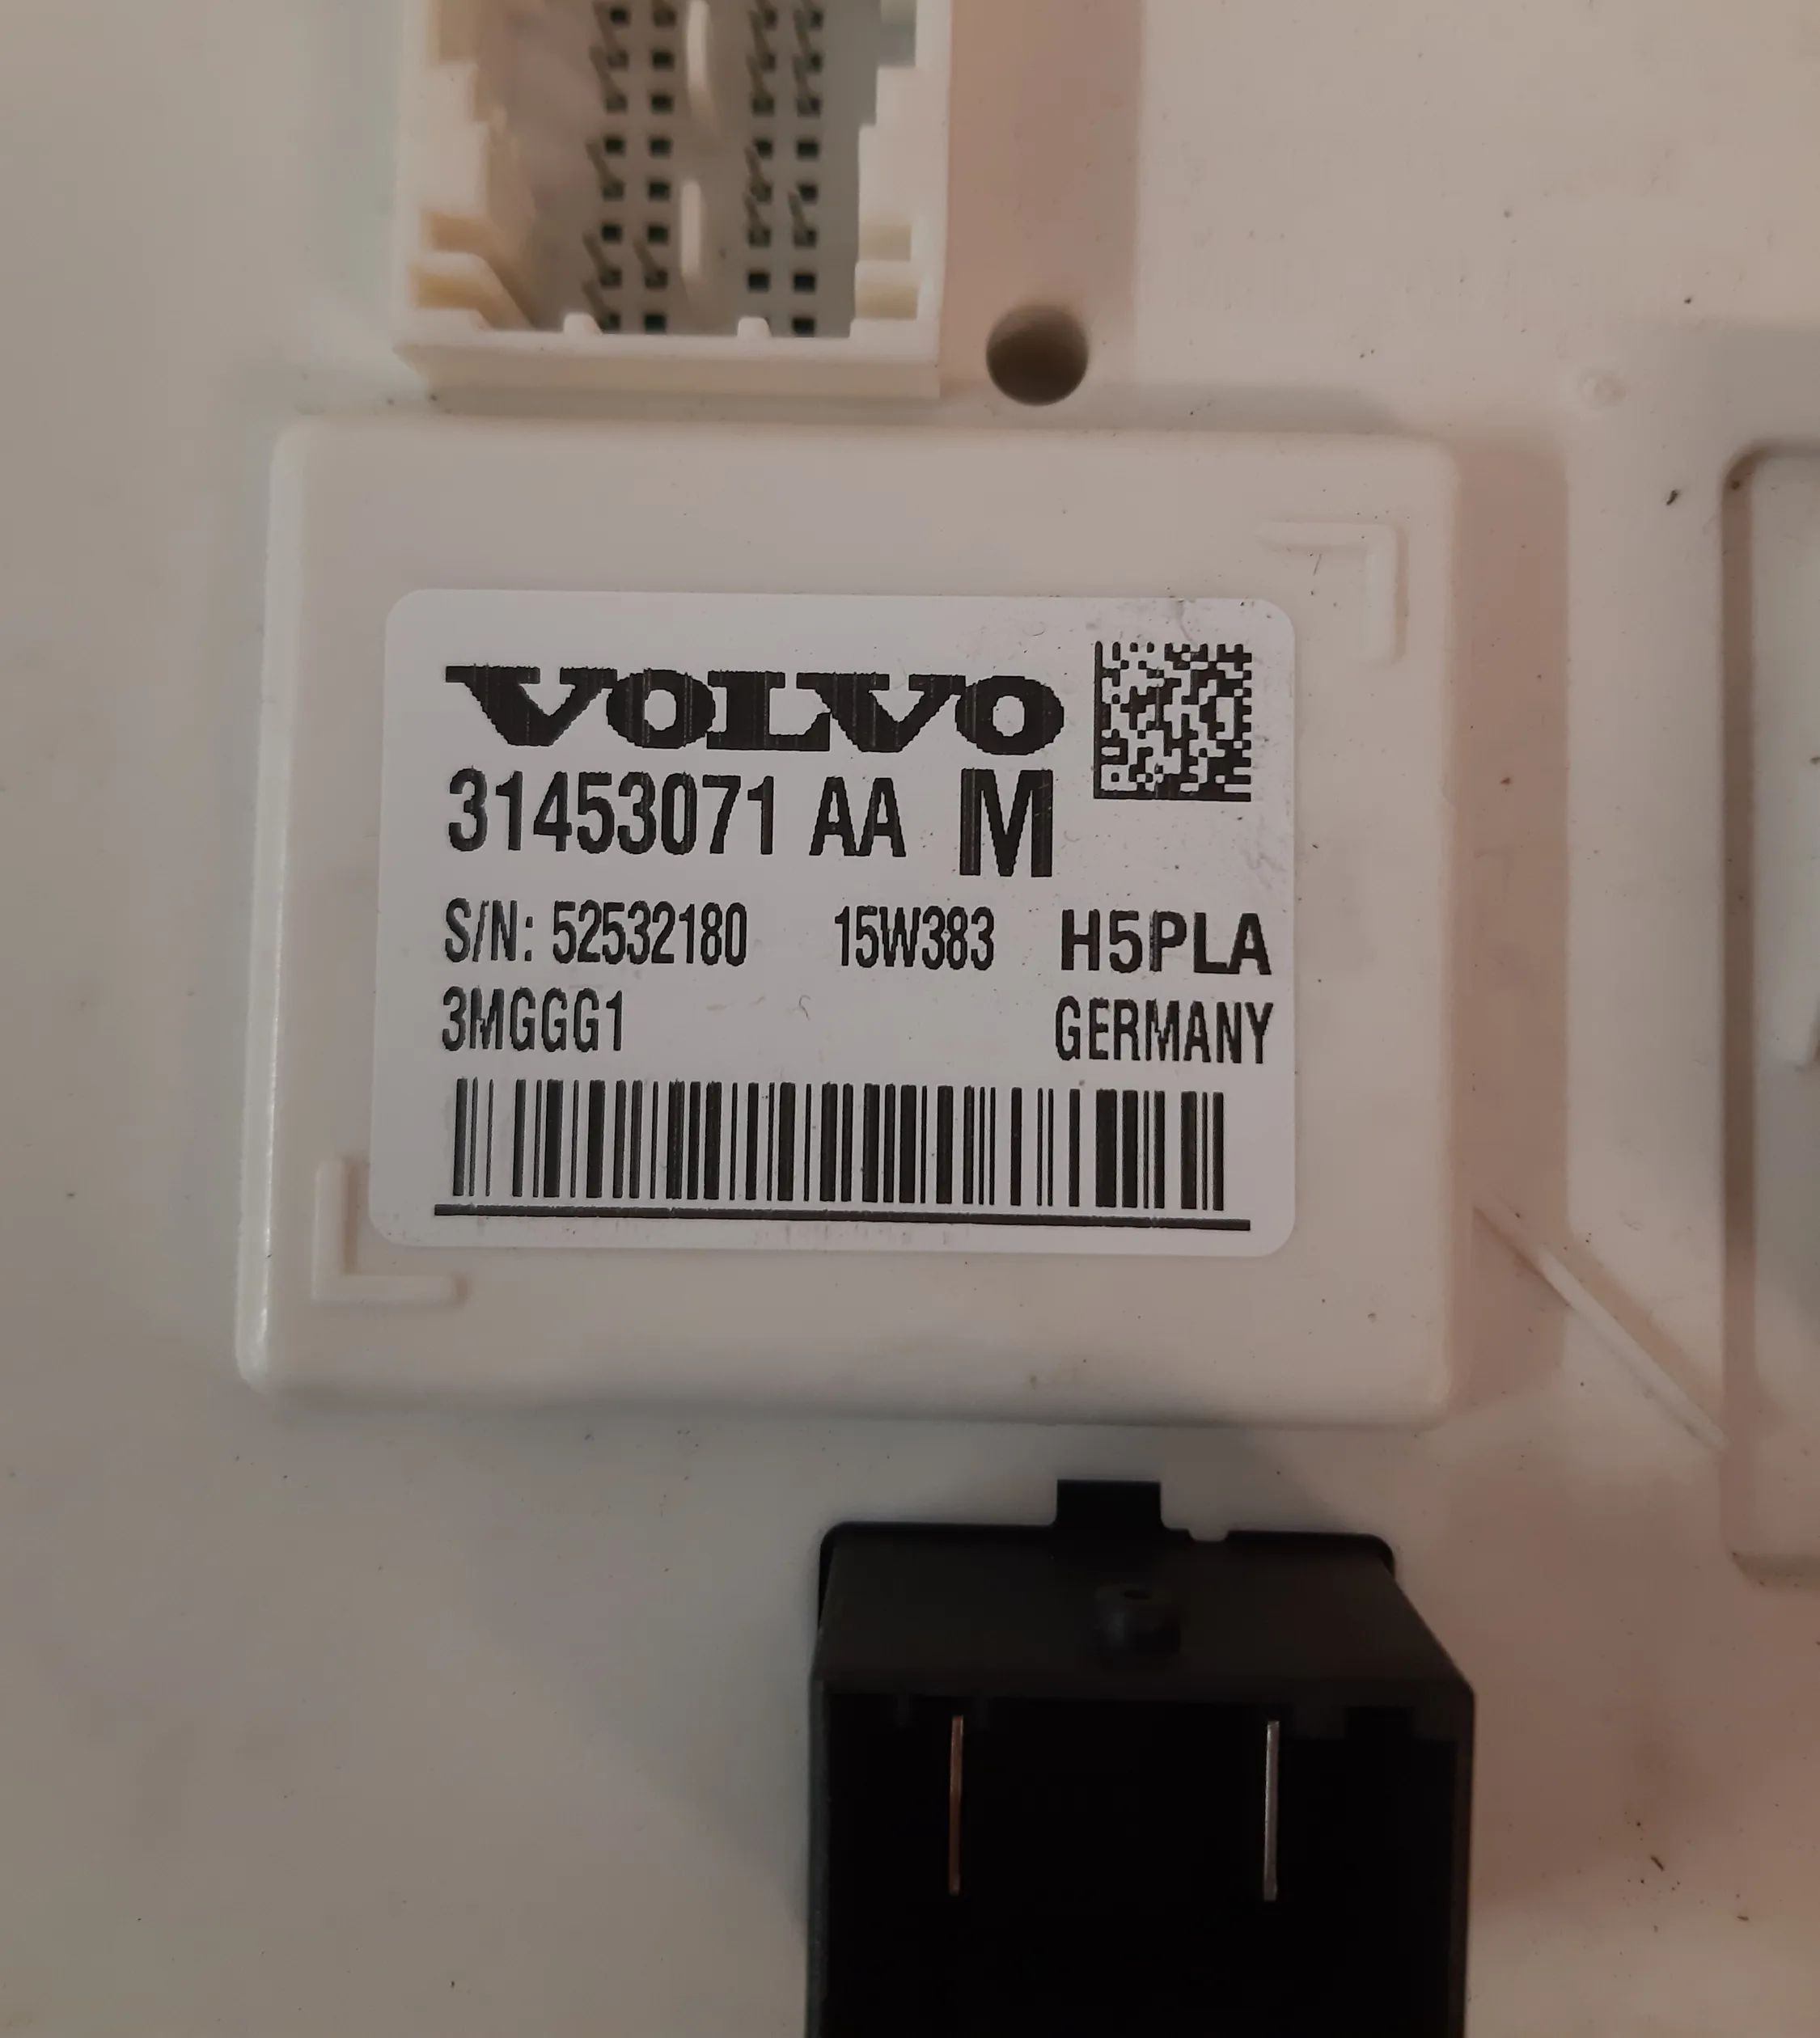 VOLVO
31453071 AA M
S/N: 52532180 15W383 H5PLA
3MGGG1 GERMANY